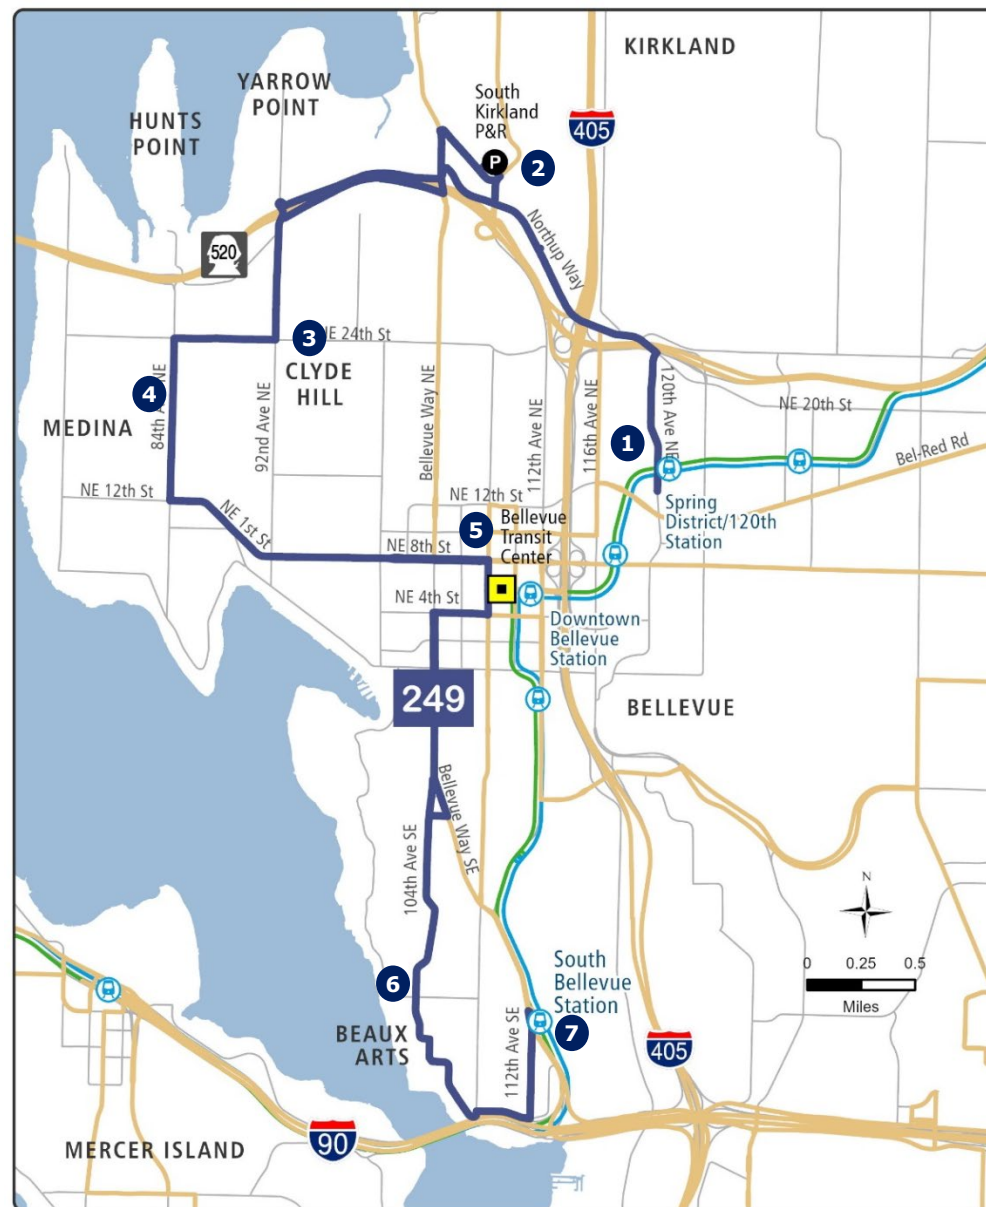 KIRKLAND
YARROW
POINT
HUNTS
POINT
South
Kirkland
P&R
P
2
405
520
Northup Way
3
NE 24th St
CLYDE
HILL
4
84th Ave NE
MEDINA
92nd Ave NE
Bellevue Way NE
112th Ave NE
116th Ave NE
120th Ave NE
NE 20th St
1
Bel-Red Rd
NE 12th St
NE 12th St
NE 1st St
5
Bellevue
Transit
Center
Spring
District/120th
Station
NE 8th St
NE 4th St
Downtown
Bellevue
Station
249
BELLEVUE
Bellevue Way SE
104th Ave SE
N
6
South
Bellevue
Station
7
0 0.25 0.5
Miles
BEAUX
ARTS
112th Ave SE
405
90
MERCER ISLAND